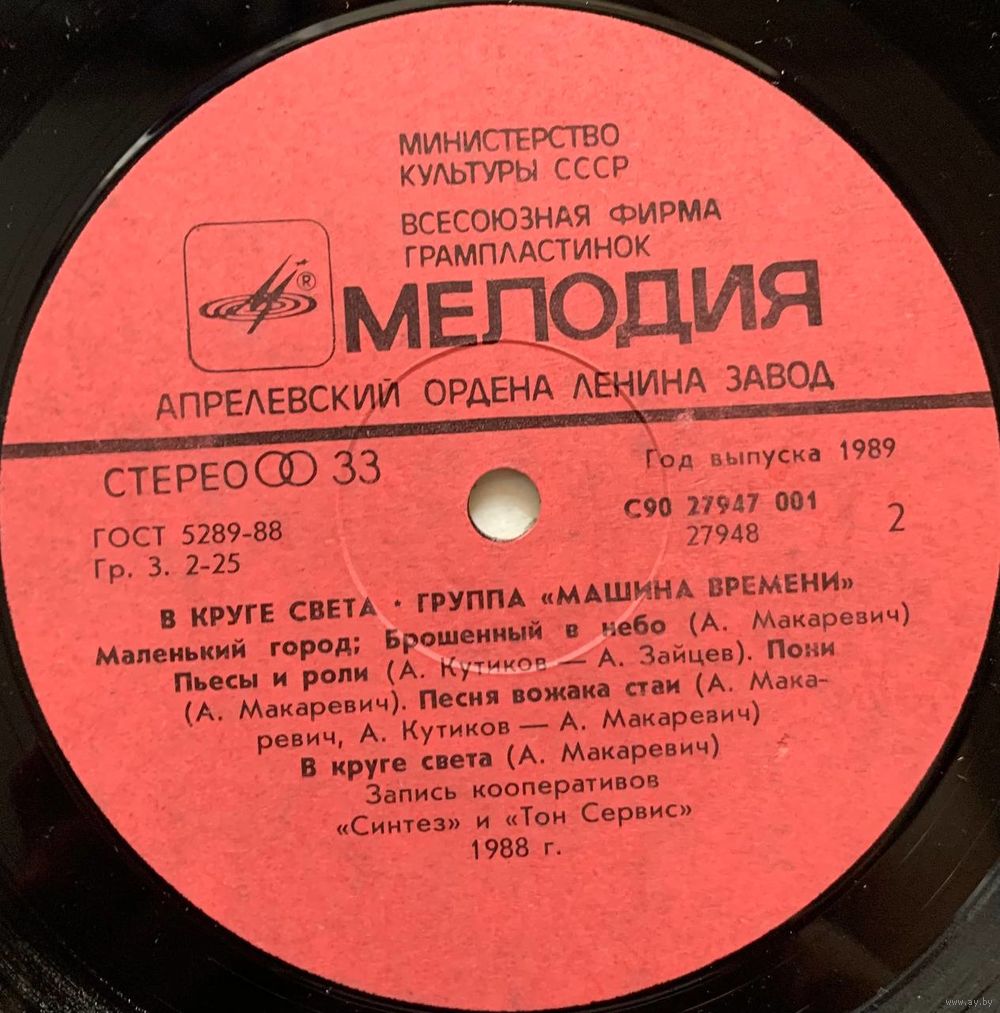 МИНИСТЕРСТВО
КУЛЬТУРЫ СССР
ВСЕСОЮЗНАЯ ФИРМА
ГРАМПЛАСТИНОК
®
МЕЛОДИЯ
АПРЕЛЕВСКИЙ ОРДЕНА ЛЕНИНА ЗАВОД
СТЕРЕО 33
Год выпуска 1989
ГОСТ 5289-88
С90 27947 001
27948
2
Гр. 3. 2-25
В КРУГЕ СВЕТА · ГРУППА «МАШИНА ВРЕМЕНИ»
Маленький город; Брошенный в небо (А. Макаревич)
Пьесы и роли (А. Кутиков — А. Зайцев). Пони
(А. Макаревич). Песня вожака стаи (А. Мака-
ревич, А. Кутиков — А. Макаревич)
В круге света (А. Макаревич)
Запись кооперативов
«Синтез» и «Тон Сервис»
1988 г.
www.ay.by